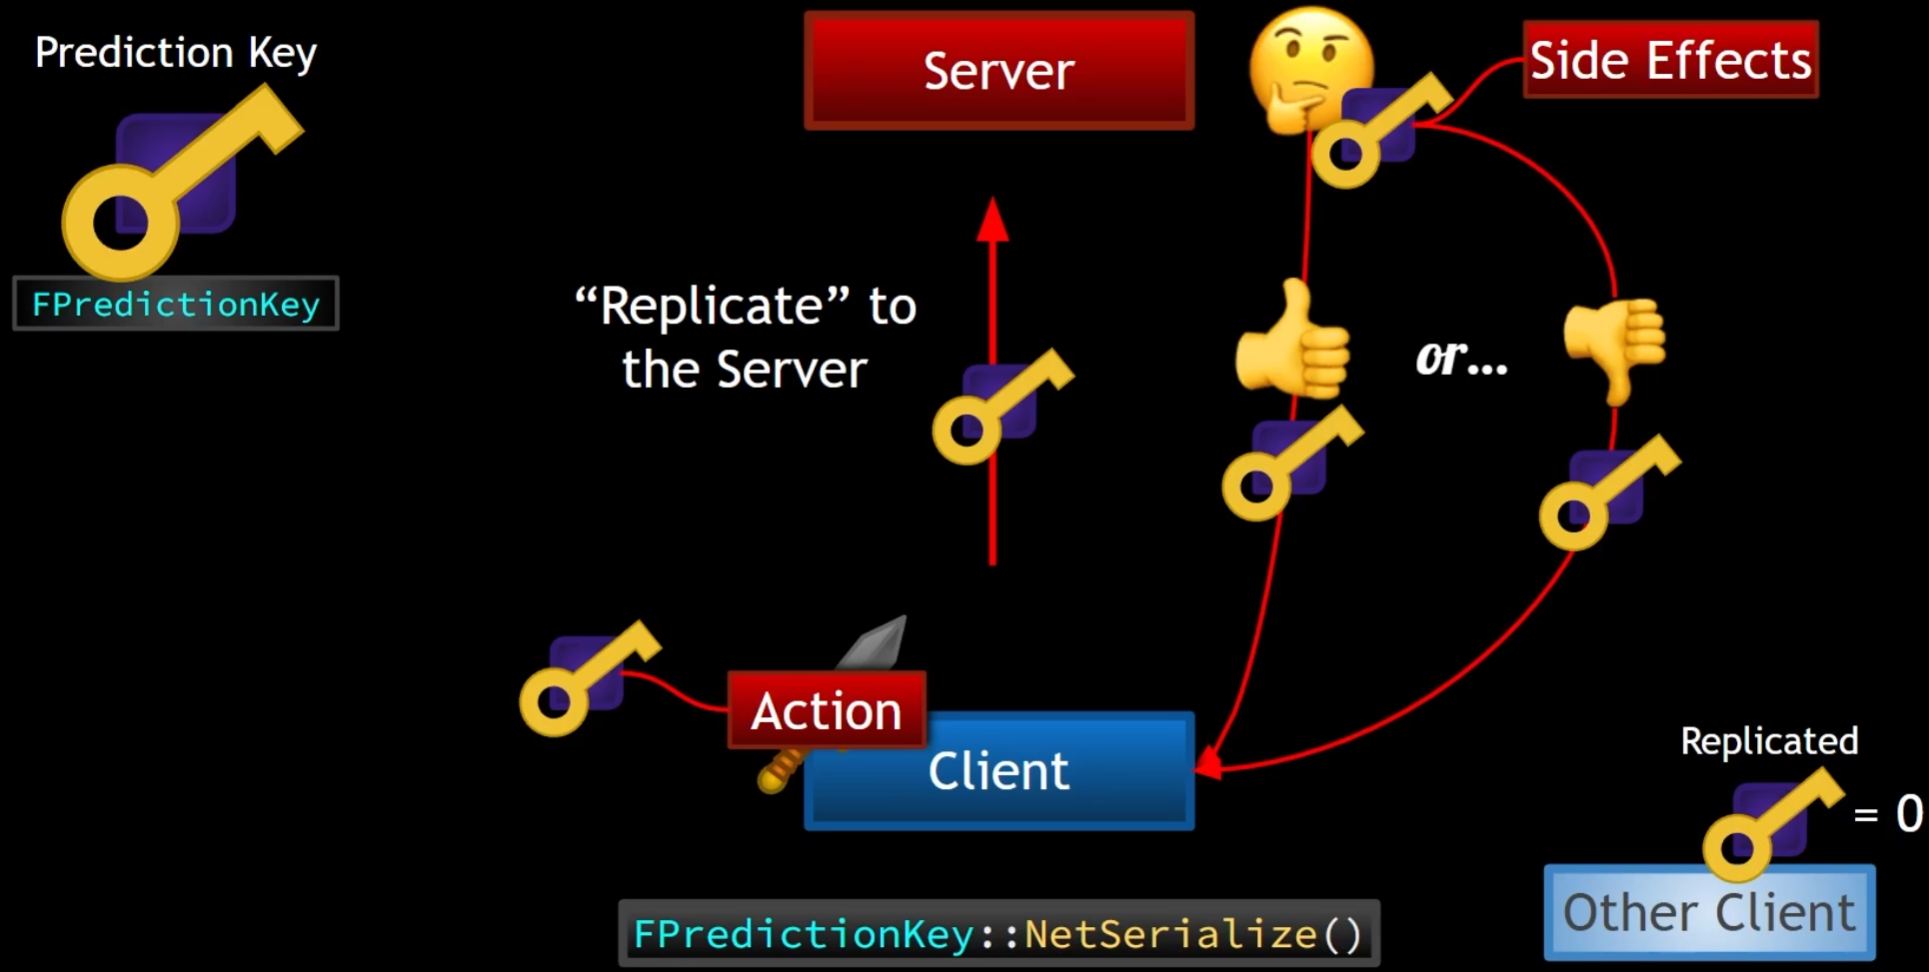 Prediction Key
FPredictionKey
Server
Side Effects
“Replicate” to
the Server
or...
Action
Client
Replicated
= 0
Other Client
FPredictionKey::NetSerialize()